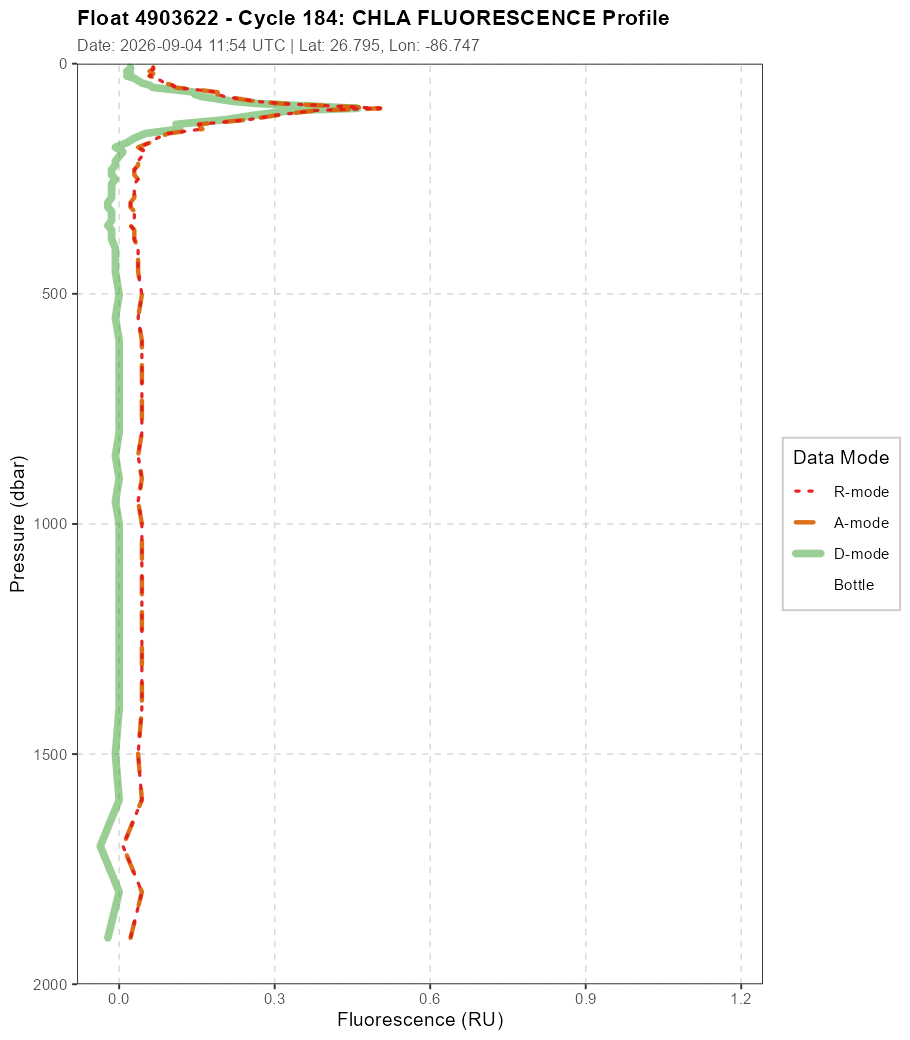 Float 4903622 - Cycle 184: CHLA FLUORESCENCE Profile
Date: 2026-09-04 11:54 UTC | Lat: 26.795, Lon: -86.747
0
500
1000
1500
2000
Pressure (dbar)
0.0 0.3 0.6 0.9 1.2
Fluorescence (RU)
Data Mode
R-mode
A-mode
D-mode
Bottle